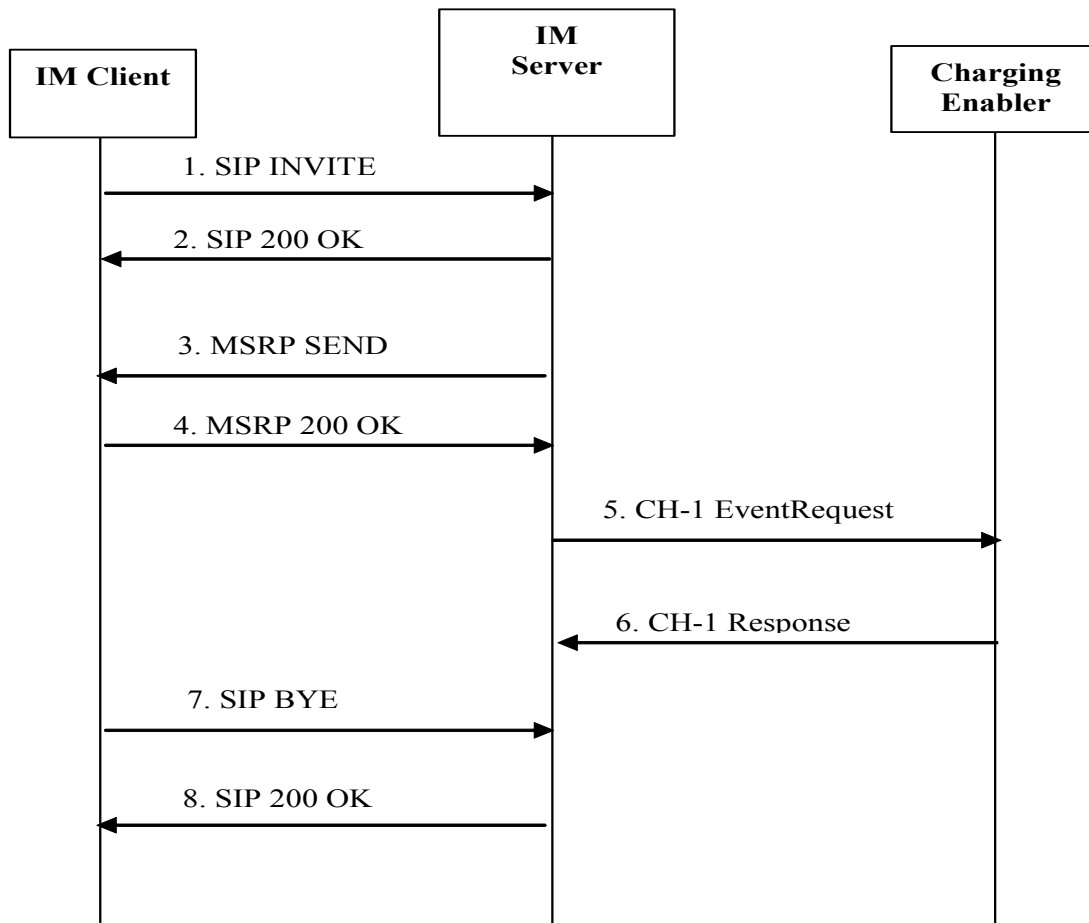 IM Client
IM
Server
Charging
Enabler
1. SIP INVITE
2. SIP 200 OK
3. MSRP SEND
4. MSRP 200 OK
5. CH-1 EventRequest
6. CH-1 Response
7. SIP BYE
8. SIP 200 OK